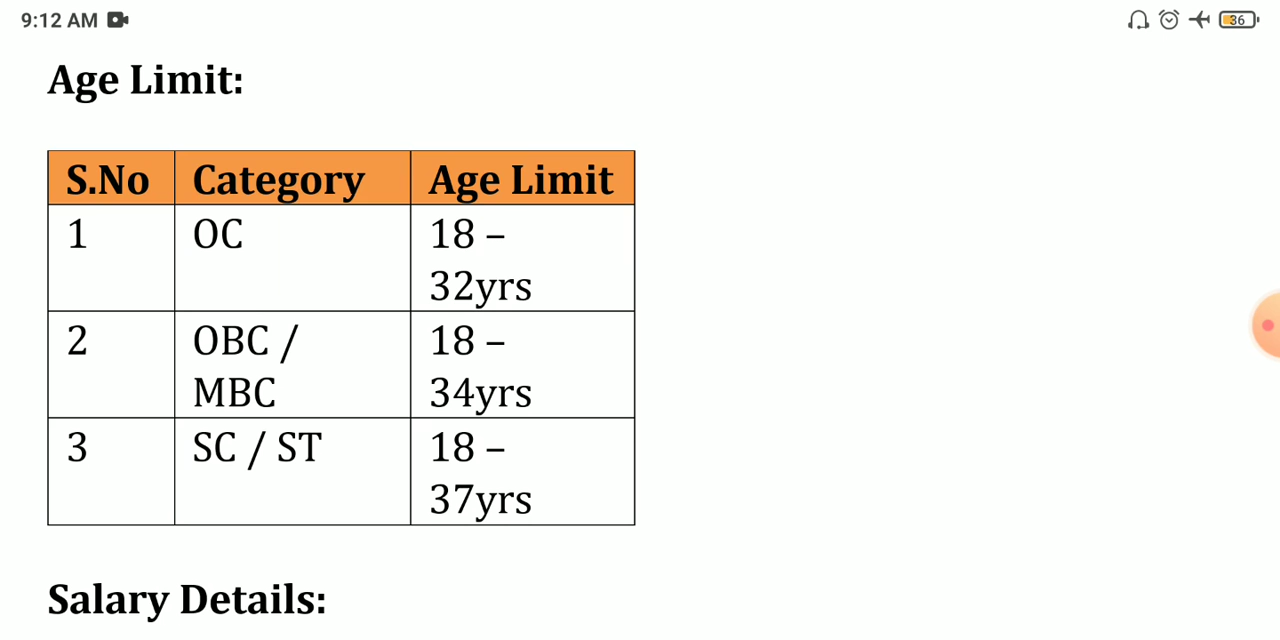 9:12 AM
36
Age Limit:
S.No Category Age Limit
1 OC 18 –
32yrs
2 OBC / 18 –
MBC 34yrs
3 SC / ST 18 –
37yrs
Salary Details: